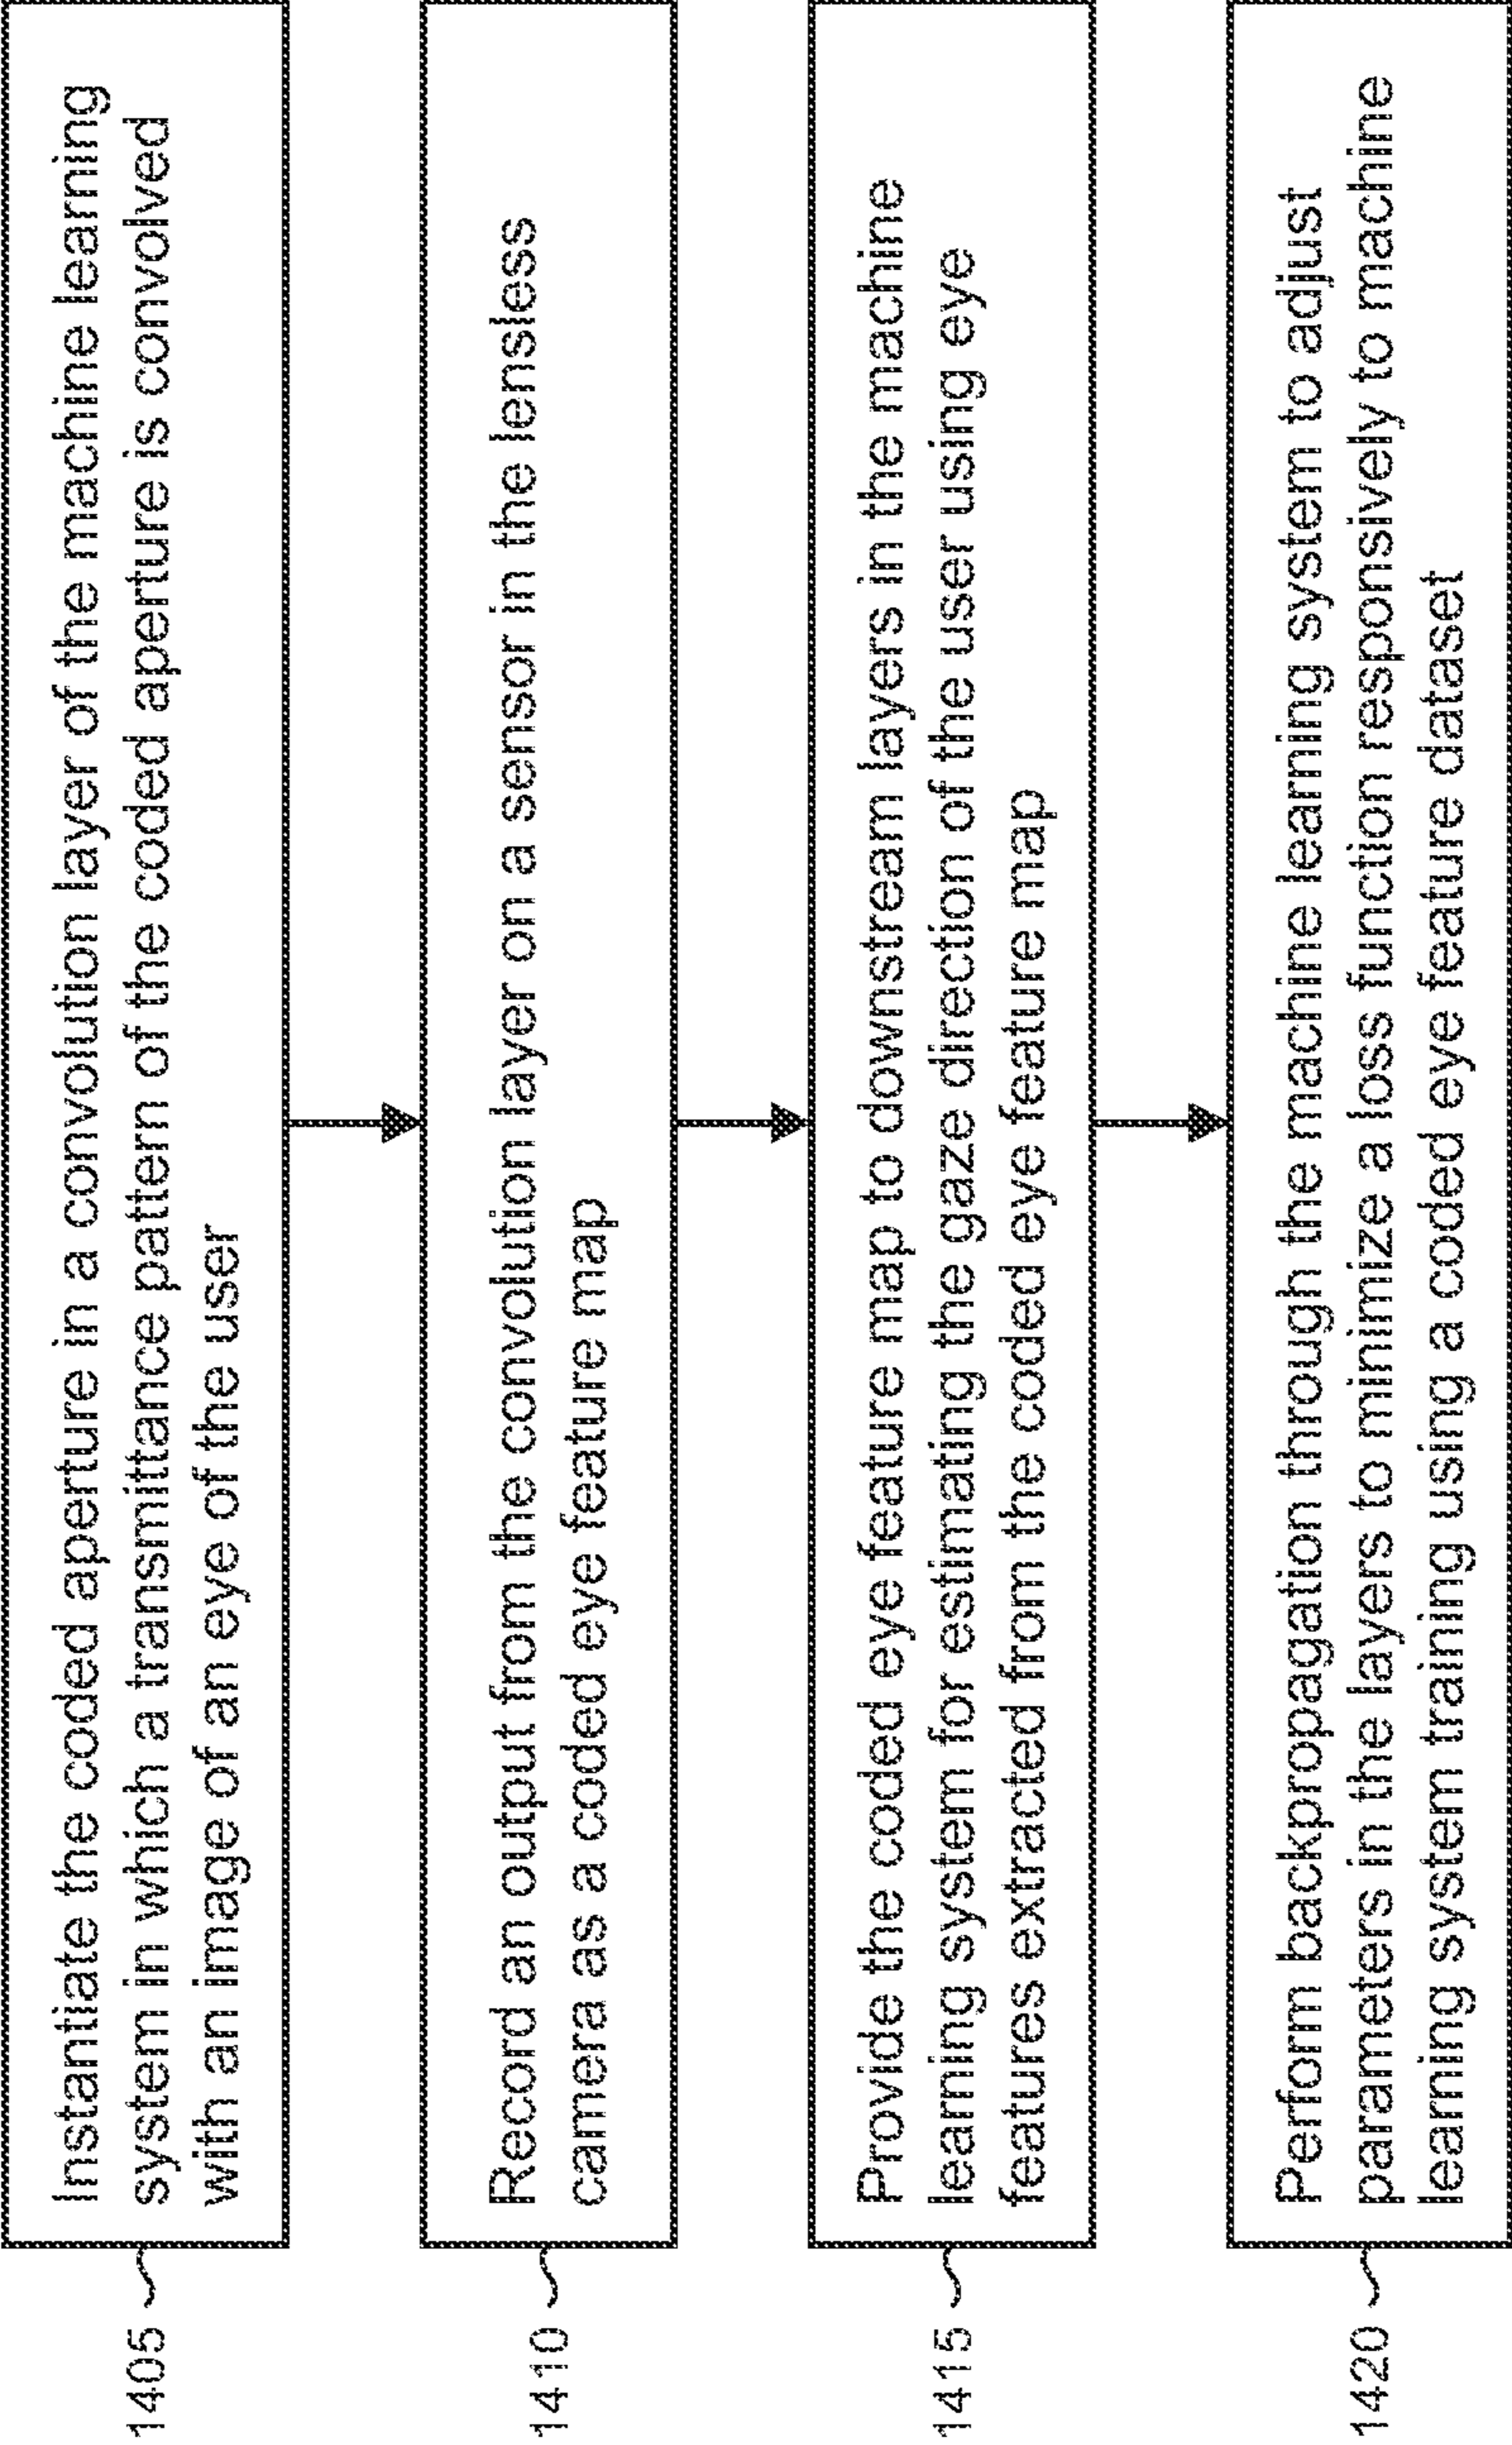 1405
Instantiate the coded aperture in a convolution layer of the machine learning
system in which a transmittance pattern of the coded aperture is convolved
with an image of an eye of the user
1410
Record an output from the convolution layer on a sensor in the lensless
camera as a coded eye feature map
1415
Provide the coded eye feature map to downstream layers in the machine
learning system for estimating the gaze direction of the user using eye
features extracted from the coded eye feature map
1420
Perform backpropagation through the machine learning system to adjust
parameters in the layers to minimize a loss function responsively to machine
learning system training using a coded eye feature dataset